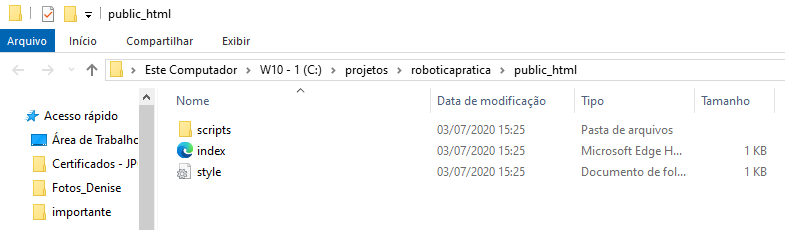 public_html
Arquivo Início Compartilhar Exibir
Este Computador > W10 - 1 (C:) > projetos > roboticapratica > public_html
Nome Data de modificação Tipo Tamanho
Acesso rápido
Área de Trabalho
Certificados - JP
Fotos_Denise
importante
scripts 03/07/2020 15:25 Pasta de arquivos
index 03/07/2020 15:25 Microsoft Edge H... 1 KB
style 03/07/2020 15:25 Documento de fol... 1 KB